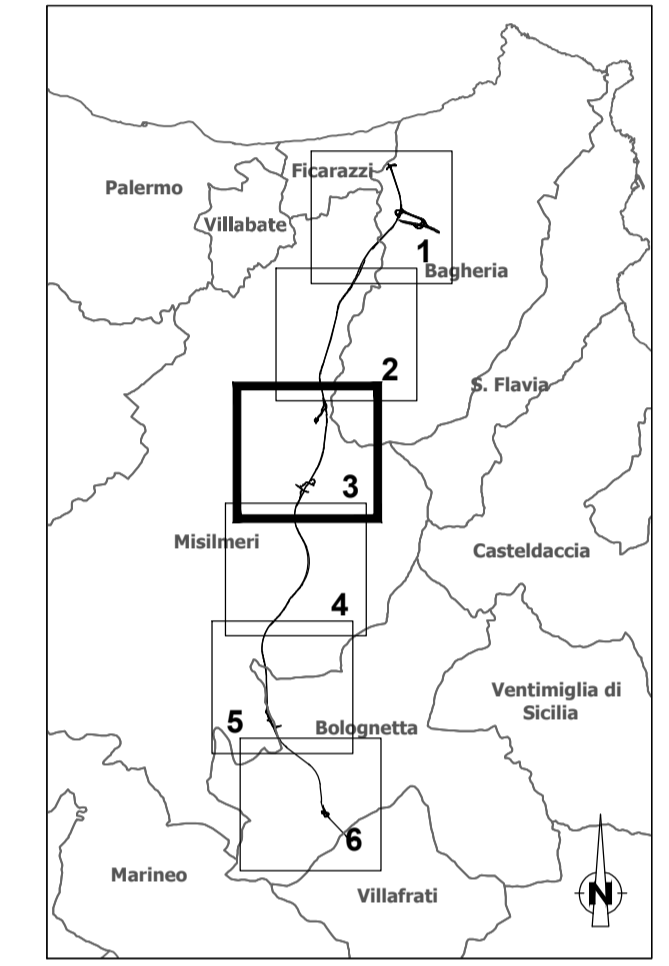 Ficarazzi
Palermo
Villabate
1
Bagheria
2
S. Flavia
3
Misilmeri
Casteldaccia
4
Ventimiglia di
Sicilia
5
Bolognetta
6
Marineo
Villafrati
N